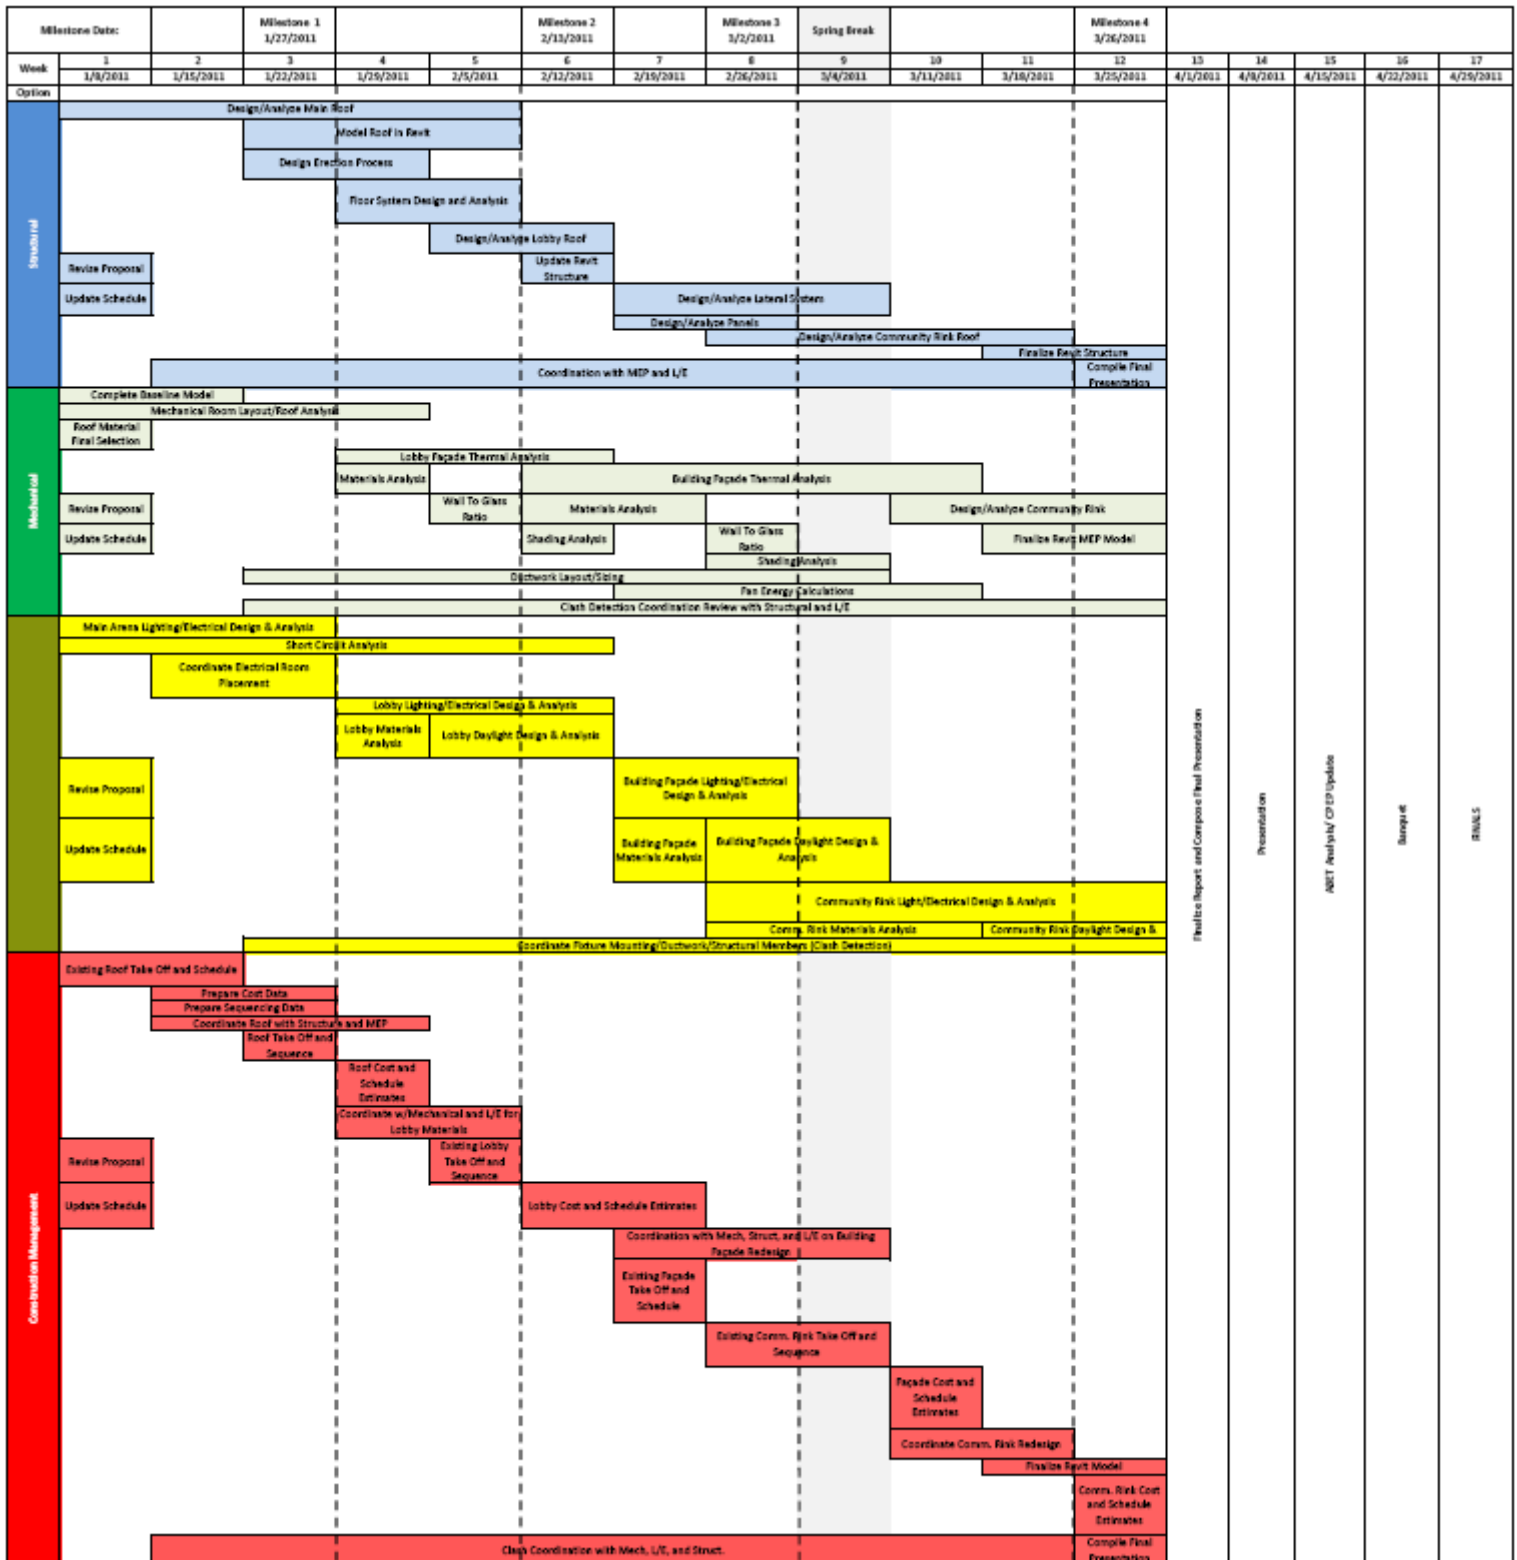 Milestone Date:
Milestone 1
1/27/2011
Milestone 2
2/13/2011
Milestone 3
3/2/2011
Spring Break
Milestone 4
3/26/2011
Week
1 2 3 4 5 6 7 8 9 10 11 12 13 14 15 16 17
1/8/2011 1/15/2011 1/22/2011 1/29/2011 2/5/2011 2/12/2011 2/19/2011 2/26/2011 3/4/2011 3/11/2011 3/18/2011 3/25/2011 4/1/2011 4/8/2011 4/15/2011 4/22/2011 4/29/2011
Option
Structural
Design/Analyze Main Roof
Model Roof in Revit
Design Erection Process
Floor System Design and Analysis
Design/Analyze Lobby Roof
Revise Proposal
Update Revit
Structure
Update Schedule
Design/Analyze Lateral System
Design/Analyze Panels
Design/Analyze Community Rink Roof
Finalize Revit Structure
Coordination with MEP and L/E
Compile Final
Presentation
Mechanical
Complete Baseline Model
Mechanical Room Layout/Roof Analysis
Roof Material
Final Selection
Lobby Façade Thermal Analysis
Materials Analysis
Building Façade Thermal Analysis
Revise Proposal
Wall To Glass
Ratio
Materials Analysis
Design/Analyze Community Rink
Update Schedule
Shading Analysis
Wall To Glass
Ratio
Finalize Revit MEP Model
Shading Analysis
Ductwork Layout/Sizing
Fan Energy Calculations
Clash Detection Coordination Review with Structural and L/E
Main Arena Lighting/Electrical Design & Analysis
Short Circuit Analysis
Coordinate Electrical Room
Placement
Lobby Lighting/Electrical Design & Analysis
Lobby Materials
Analysis
Lobby Daylight Design & Analysis
Revise Proposal
Building Façade Lighting/Electrical
Design & Analysis
Update Schedule
Building Façade
Materials Analysis
Building Façade Daylight Design &
Analysis
Community Rink Light/Electrical Design & Analysis
Comm. Rink Materials Analysis
Community Rink Daylight Design &
Coordinate Fixture Mounting/Ductwork/Structural Members (Clash Detection)
Finalize Report and Compose Final Presentation
Presentation
ABET Analysis/ CPEP Update
Banquet
FINALS
Construction Management
Existing Roof Take Off and Schedule
Prepare Cost Data
Prepare Sequencing Data
Coordinate Roof with Structure and MEP
Roof Take Off and
Sequence
Roof Cost and
Schedule
Estimates
Coordinate w/Mechanical and L/E for
Lobby Materials
Revise Proposal
Existing Lobby
Take Off and
Sequence
Update Schedule
Lobby Cost and Schedule Estimates
Coordination with Mech, Struct, and L/E on Building
Façade Redesign
Existing Façade
Take Off and
Schedule
Existing Comm. Rink Take Off and
Sequence
Façade Cost and
Schedule
Estimates
Coordinate Comm. Rink Redesign
Finalize Revit Model
Comm. Rink Cost
and Schedule
Estimates
Clash Coordination with Mech, L/E, and Struct.
Compile Final
Presentation